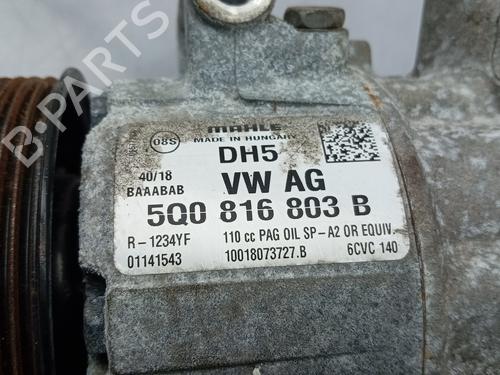 MAHLE
MADE IN HUNGARY
08S
DH5
40/18
BAAABAB
VW AG
5Q0 816 803 B
R-1234YF
110 cc PAG OIL SP-A2 OR EQUIV.
01141543
10018073727.B
6CVC 140
B-PARTS